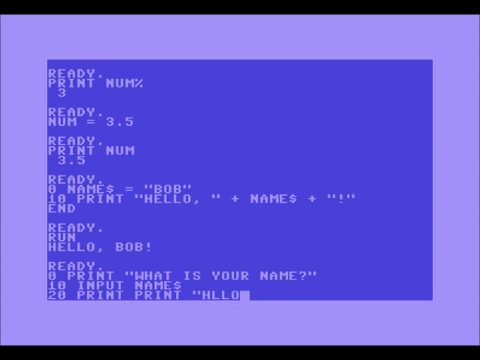 READY.
PRINT NUM%
 3
READY.
NUM = 3.5
READY.
PRINT NUM
 3.5
READY.
0 NAME$ = "BOB"
10 PRINT "HELLO, " + NAME$ + "!"
END
READY.
RUN
HELLO, BOB!
READY.
0 PRINT "WHAT IS YOUR NAME?"
10 INPUT NAME$
20 PRINT PRINT "HLLO